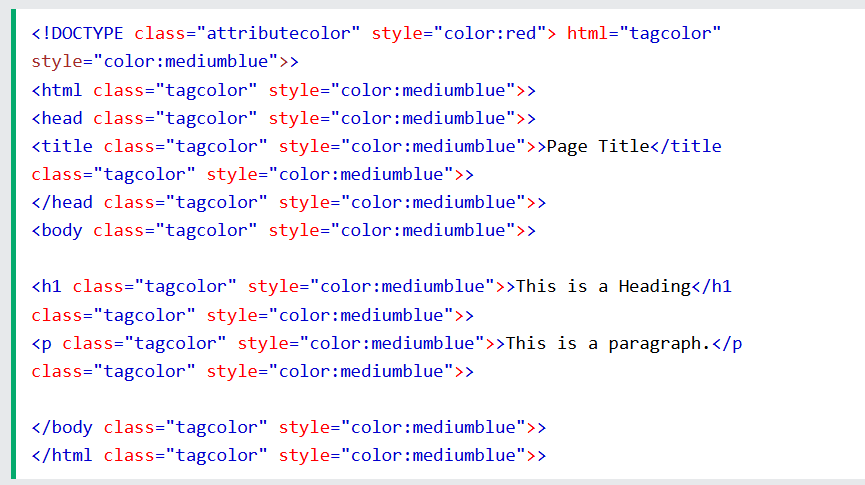 <!DOCTYPE class="attributecolor" style="color:red"> html="tagcolor"
style="color:mediumblue">>
<html class="tagcolor" style="color:mediumblue">>
<head class="tagcolor" style="color:mediumblue">>
<title class="tagcolor" style="color:mediumblue">>Page Title</title
class="tagcolor" style="color:mediumblue">>
</head class="tagcolor" style="color:mediumblue">>
<body class="tagcolor" style="color:mediumblue">>
<h1 class="tagcolor" style="color:mediumblue">>This is a Heading</h1
class="tagcolor" style="color:mediumblue">>
<p class="tagcolor" style="color:mediumblue">>This is a paragraph.</p
class="tagcolor" style="color:mediumblue">>
</body class="tagcolor" style="color:mediumblue">>
</html class="tagcolor" style="color:mediumblue">>